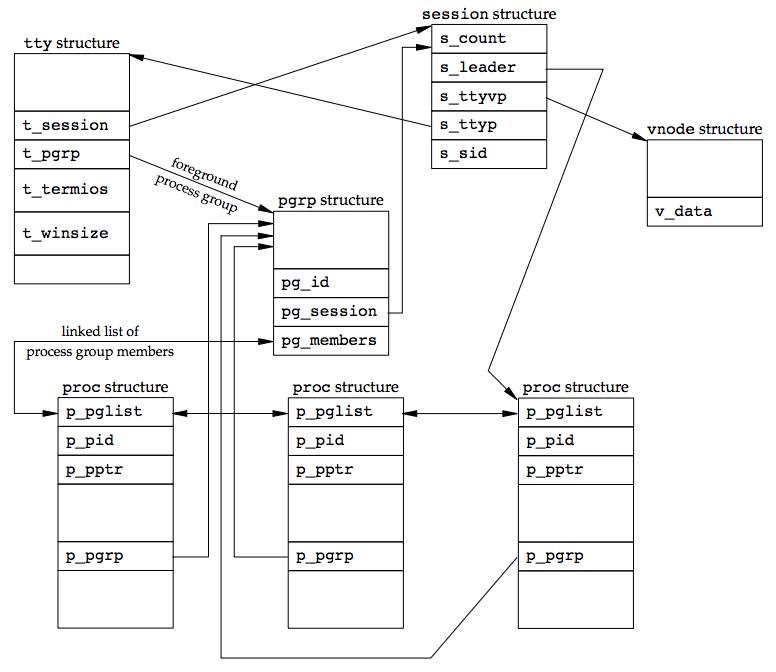 session structure
s_count
s_leader
s_ttyvp
s_ttyp
s_sid
tty structure
t_session
t_pgrp
t_termios
t_winsize
vnode structure
v_data
foreground
process group
pgrp structure
pg_id
pg_session
pg_members
linked list of
process group members
proc structure
p_pglist
p_pid
p_pptr
p_pgrp
proc structure
p_pglist
p_pid
p_pptr
p_pgrp
proc structure
p_pglist
p_pid
p_pptr
p_pgrp